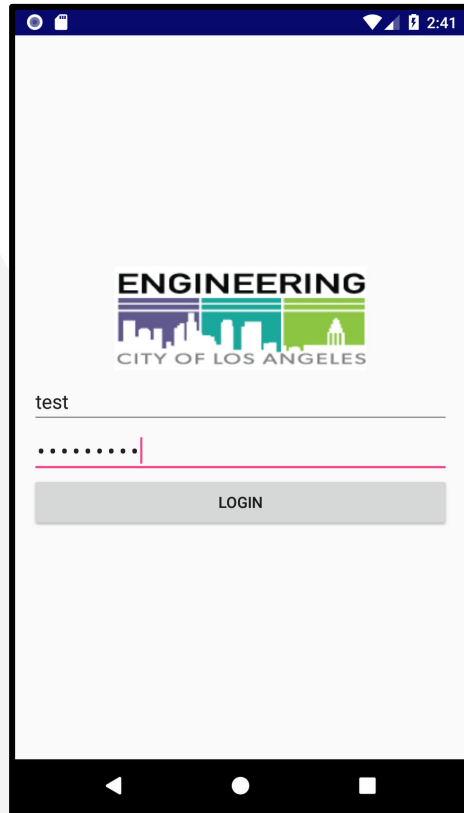 2:41
ENGINEERING
CITY OF LOS ANGELES
test
•••••••••
LOGIN